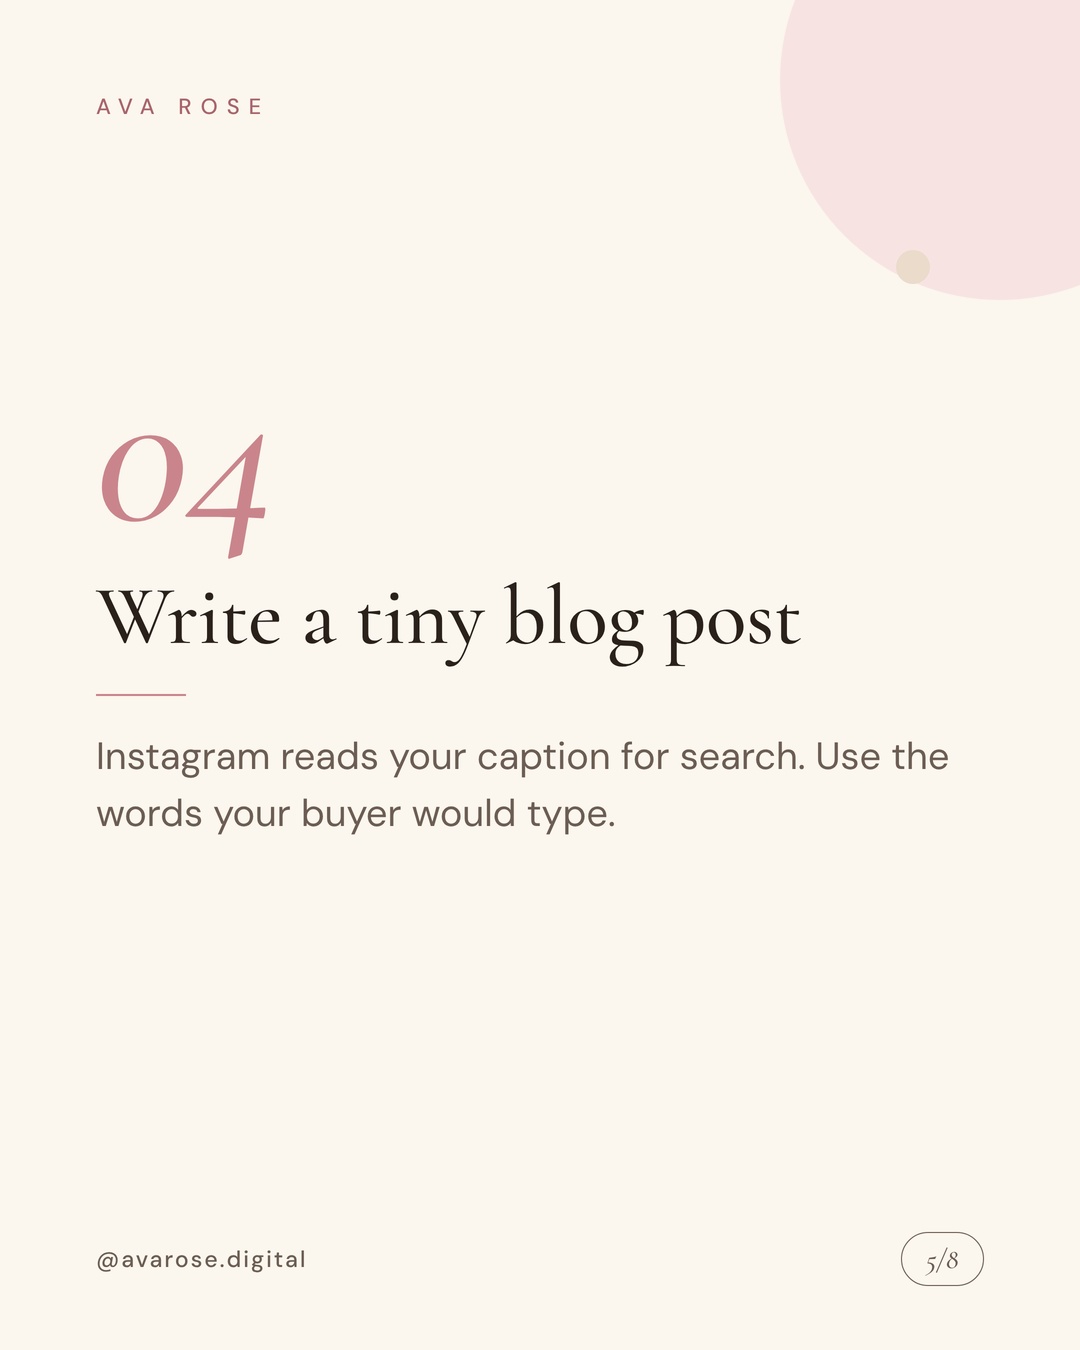 AVA ROSE
04
Write a tiny blog post
Instagram reads your caption for search. Use the
words your buyer would type.
@avarose.digital
5/8